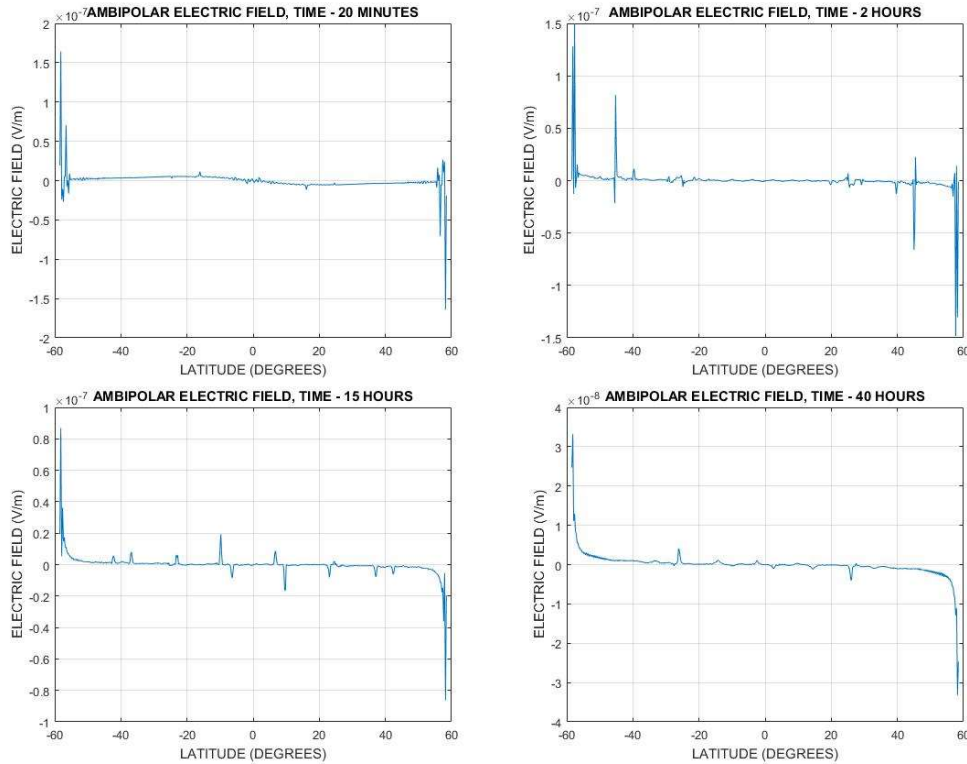 ×10⁻⁷ AMBIPOLAR ELECTRIC FIELD, TIME - 20 MINUTES
2
1.5
1
0.5
0
-0.5
-1
-1.5
-2
ELECTRIC FIELD (V/m)
-60 -40 -20 0 20 40 60
LATITUDE (DEGREES)
×10⁻⁷ AMBIPOLAR ELECTRIC FIELD, TIME - 2 HOURS
1.5
1
0.5
0
-0.5
-1
-1.5
ELECTRIC FIELD (V/m)
-60 -40 -20 0 20 40 60
LATITUDE (DEGREES)
×10⁻⁷ AMBIPOLAR ELECTRIC FIELD, TIME - 15 HOURS
1
0.8
0.6
0.4
0.2
0
-0.2
-0.4
-0.6
-0.8
-1
ELECTRIC FIELD (V/m)
-60 -40 -20 0 20 40 60
LATITUDE (DEGREES)
×10⁻⁸ AMBIPOLAR ELECTRIC FIELD, TIME - 40 HOURS
4
3
2
1
0
-1
-2
-3
-4
ELECTRIC FIELD (V/m)
-60 -40 -20 0 20 40 60
LATITUDE (DEGREES)